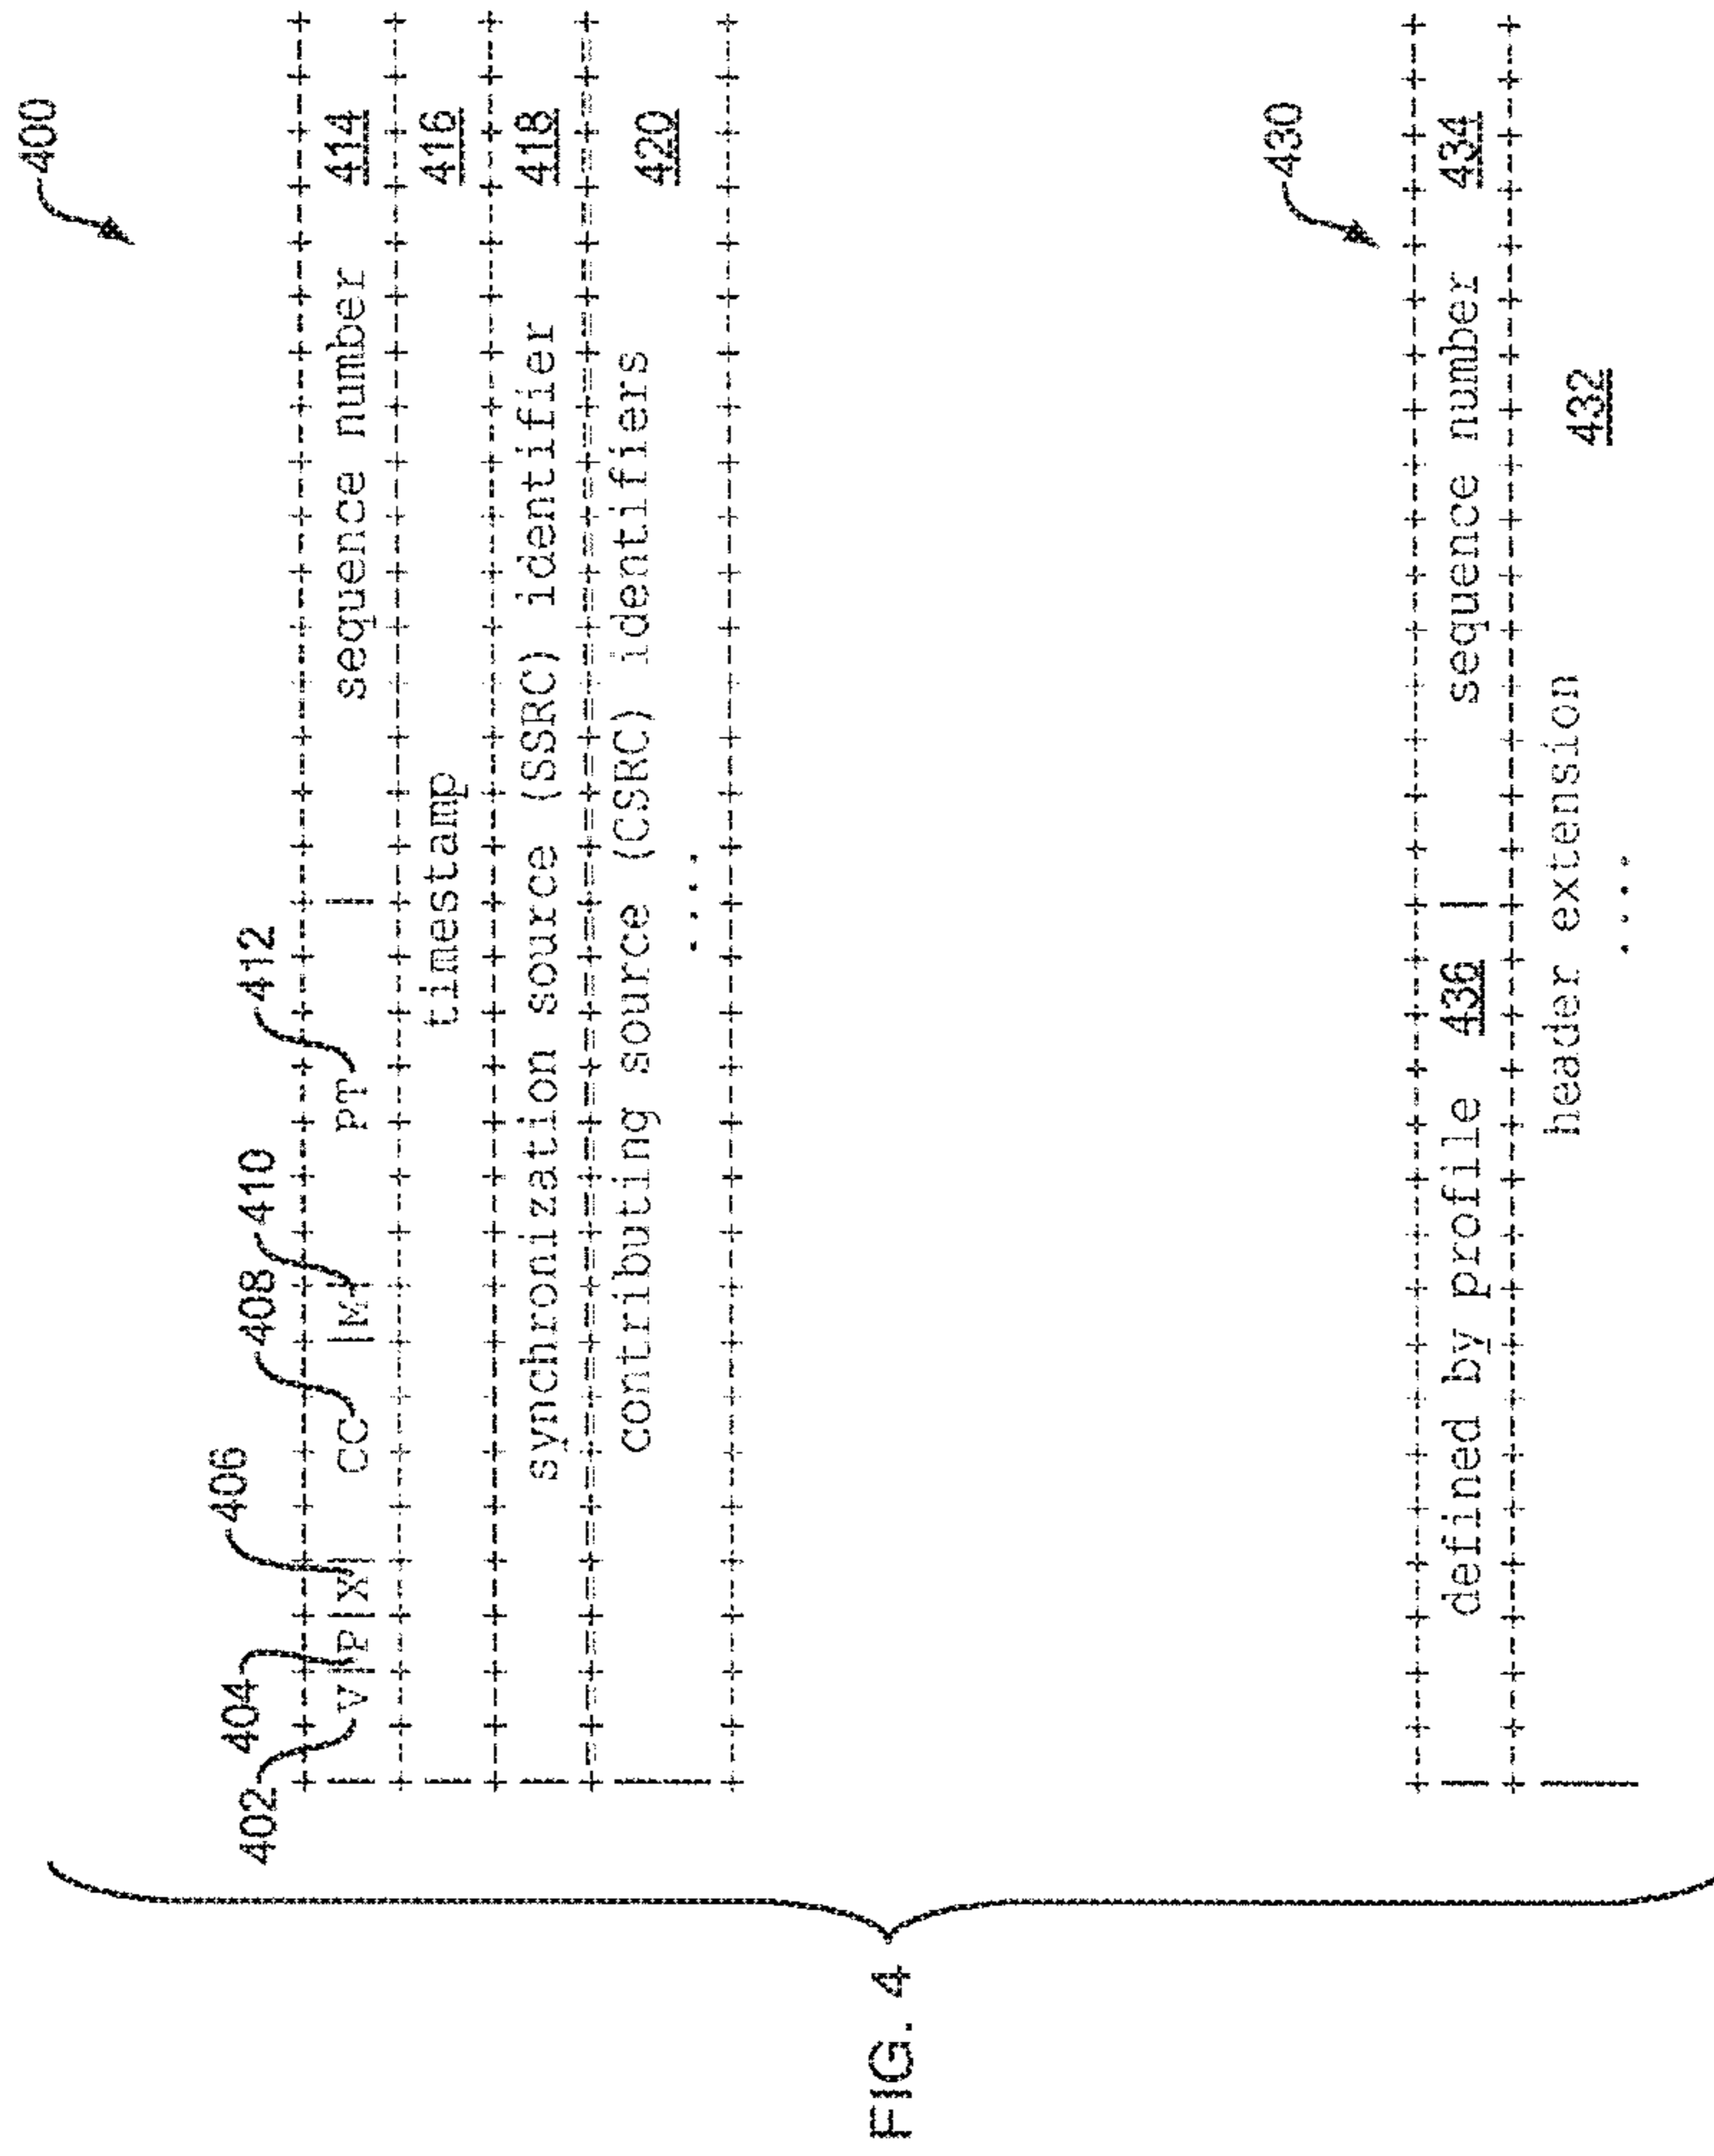 400
402 404 406 408 410 412
V|P|X| CC |M| PT | sequence number 414
timestamp 416
synchronization source (SSRC) identifier 418
contributing source (CSRC) identifiers 420
....
430
defined by profile 436 | sequence number 434
header extension 432
....
FIG. 4